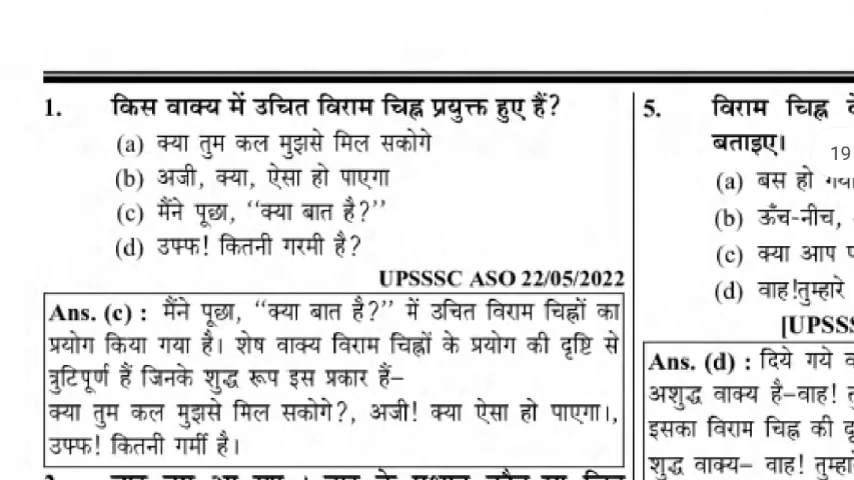 1. किस वाक्य में उचित विराम चिह्न प्रयुक्त हुए हैं?
(a) क्या तुम कल मुझसे मिल सकोगे
(b) अजी, क्या, ऐसा हो पाएगा
(c) मैंने पूछा, ‘‘क्या बात है?’’
(d) उफ्फ! कितनी गरमी है?
UPSSSC ASO 22/05/2022
Ans. (c) : मैंने पूछा, ‘‘क्या बात है?’’ में उचित विराम चिह्नों का
प्रयोग किया गया है। शेष वाक्य विराम चिह्नों के प्रयोग की दृष्टि से
त्रुटिपूर्ण हैं जिनके शुद्ध रूप इस प्रकार हैं–
क्या तुम कल मुझसे मिल सकोगे?, अजी! क्या ऐसा हो पाएगा।,
उफ्फ! कितनी गर्मी है।
5. विराम चिह्न
बताइए।
19
(a) बस हो
(b) ऊँच-नीच,
(c) क्या आप
(d) वाह!तुम्हारे
[UPSS
Ans. (d) : दिये गये
अशुद्ध वाक्य है–वाह!
इसका विराम चिह्न की
शुद्ध वाक्य– वाह!